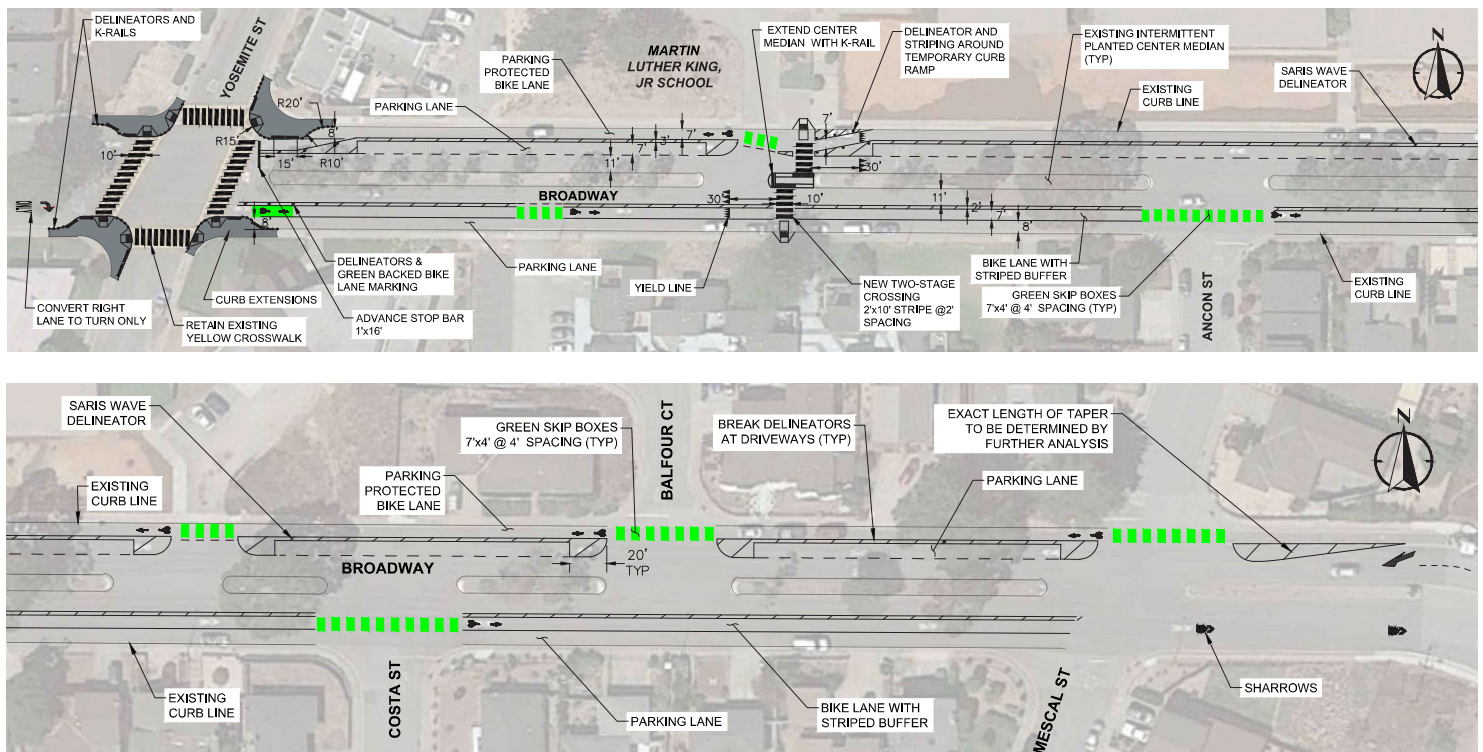 DELINEATORS AND
K-RAILS
YOSEMITE ST
PARKING
PROTECTED
BIKE LANE
MARTIN
LUTHER KING,
JR SCHOOL
EXTEND CENTER
MEDIAN WITH K-RAIL
DELINEATOR AND
STRIPING AROUND
TEMPORARY CURB
RAMP
EXISTING INTERMITTENT
PLANTED CENTER MEDIAN
(TYP)
N
SARIS WAVE
DELINEATOR
EXISTING
CURB LINE
PARKING LANE
R20'
8'
R15'
15'
R10'
10'
11'
7'
3'
7'
7'
30'
BROADWAY
30'
10'
11'
2'
7'
8'
8'
DELINEATORS &
GREEN BACKED BIKE
LANE MARKING
PARKING LANE
YIELD LINE
BIKE LANE WITH
STRIPED BUFFER
EXISTING
CURB LINE
CONVERT RIGHT
LANE TO TURN ONLY
CURB EXTENSIONS
RETAIN EXISTING
YELLOW CROSSWALK
ADVANCE STOP BAR
1'x16'
NEW TWO-STAGE
CROSSING
2'x10' STRIPE @2'
SPACING
GREEN SKIP BOXES
7'x4' @ 4' SPACING (TYP)
ANCON ST
SARIS WAVE
DELINEATOR
GREEN SKIP BOXES
7'x4' @ 4' SPACING (TYP)
BALFOUR CT
BREAK DELINEATORS
AT DRIVEWAYS (TYP)
EXACT LENGTH OF TAPER
TO BE DETERMINED BY
FURTHER ANALYSIS
N
EXISTING
CURB LINE
PARKING
PROTECTED
BIKE LANE
PARKING LANE
BROADWAY
20'
TYP
EXISTING
CURB LINE
COSTA ST
PARKING LANE
BIKE LANE WITH
STRIPED BUFFER
MESCAL ST
SHARROWS